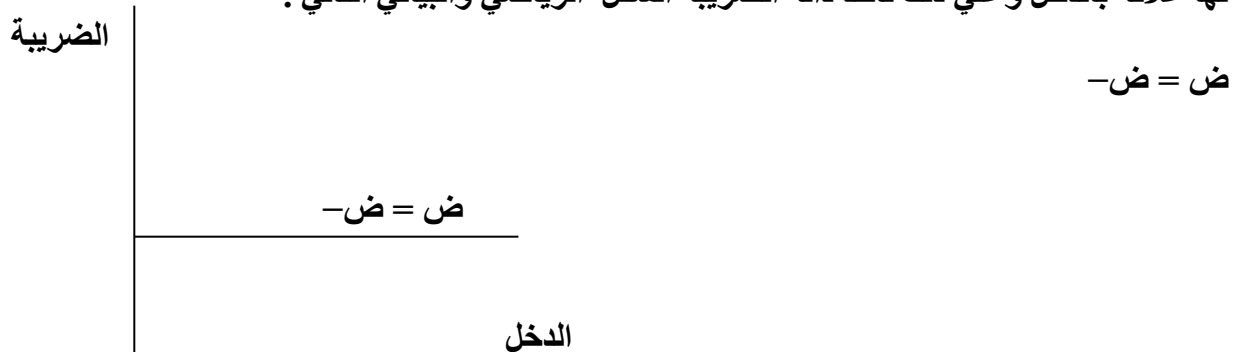 الضريبة
ض = ض–
ض = ض–
الدخل